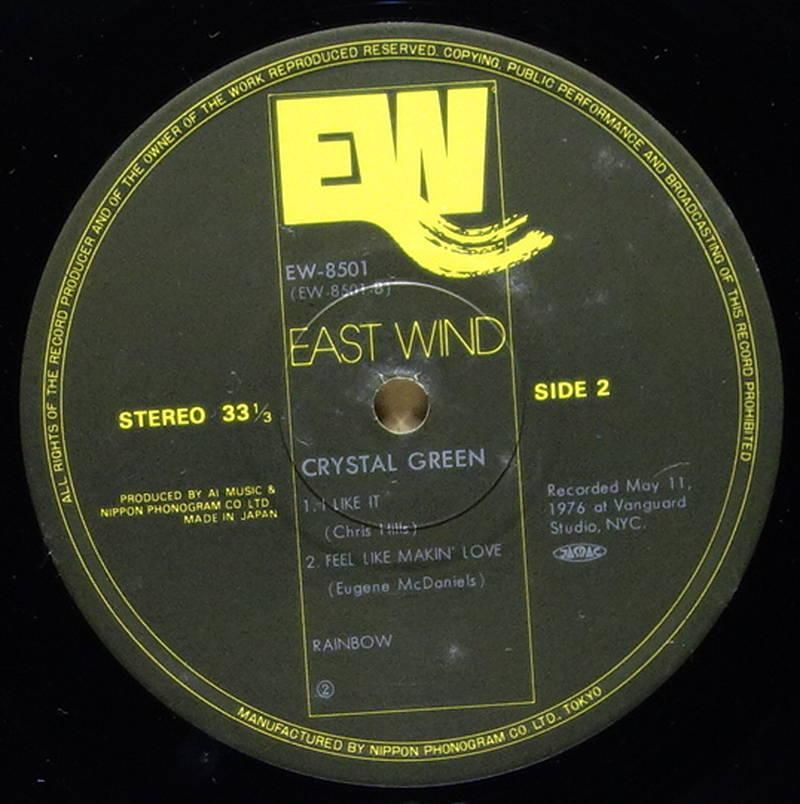 ALL RIGHTS OF THE RECORD PRODUCER AND OF THE OWNER OF THE WORK REPRODUCED RESERVED. COPYING, PUBLIC PERFORMANCE AND BROADCASTING OF THIS RECORD PROHIBITED
EW
EW-8501
(EW-8501-B)
EAST WIND
STEREO 33⅓
SIDE 2
CRYSTAL GREEN
1. I LIKE IT
(Chris Hills)
2. FEEL LIKE MAKIN' LOVE
(Eugene McDaniels)
RAINBOW
②
PRODUCED BY AI MUSIC &
NIPPON PHONOGRAM CO LTD
MADE IN JAPAN
Recorded May 11,
1976 at Vanguard
Studio, NYC.
JASRAC
MANUFACTURED BY NIPPON PHONOGRAM CO. LTD., TOKYO